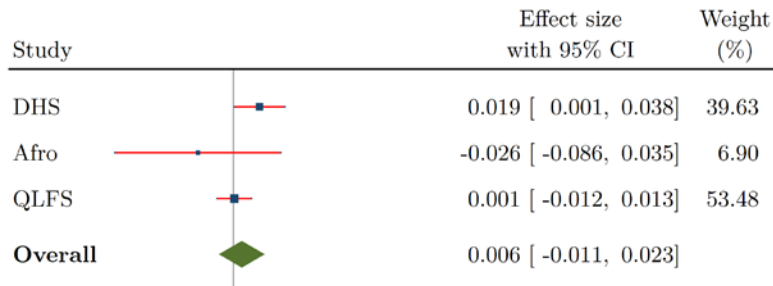 Effect size Weight
Study with 95% CI (%)
DHS 0.019 [ 0.001, 0.038] 39.63
Afro -0.026 [ -0.086, 0.035] 6.90
QLFS 0.001 [ -0.012, 0.013] 53.48
Overall 0.006 [ -0.011, 0.023]